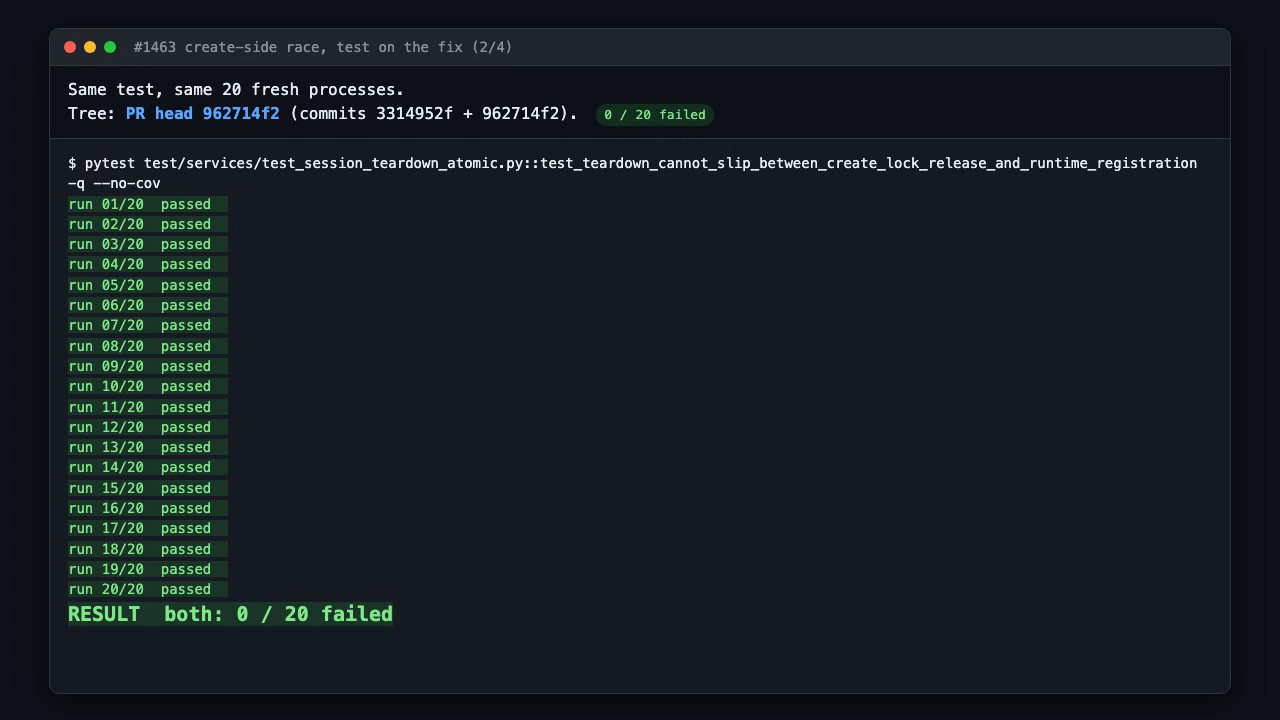 #1463 create-side race, test on the fix (2/4)
Same test, same 20 fresh processes.
Tree: PR head 962714f2 (commits 3314952f + 962714f2). 0 / 20 failed
$ pytest test/services/test_session_teardown_atomic.py::test_teardown_cannot_slip_between_create_lock_release_and_runtime_registration
-q --no-cov
run 01/20 passed
run 02/20 passed
run 03/20 passed
run 04/20 passed
run 05/20 passed
run 06/20 passed
run 07/20 passed
run 08/20 passed
run 09/20 passed
run 10/20 passed
run 11/20 passed
run 12/20 passed
run 13/20 passed
run 14/20 passed
run 15/20 passed
run 16/20 passed
run 17/20 passed
run 18/20 passed
run 19/20 passed
run 20/20 passed
RESULT both: 0 / 20 failed